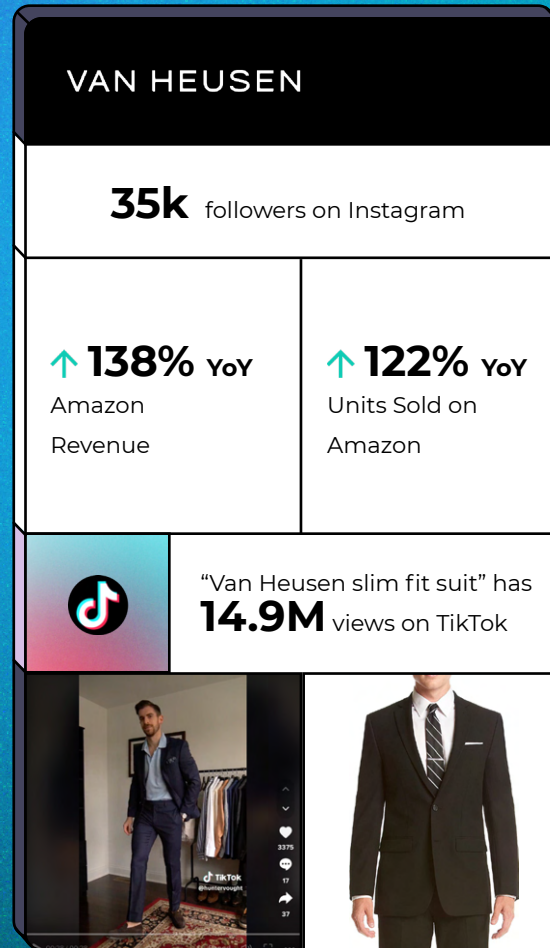 VAN HEUSEN
35k followers on Instagram
↑ 138% YoY
Amazon
Revenue
↑ 122% YoY
Units Sold on
Amazon
“Van Heusen slim fit suit” has
14.9M views on TikTok
3375
17
37
TikTok
@huntervought